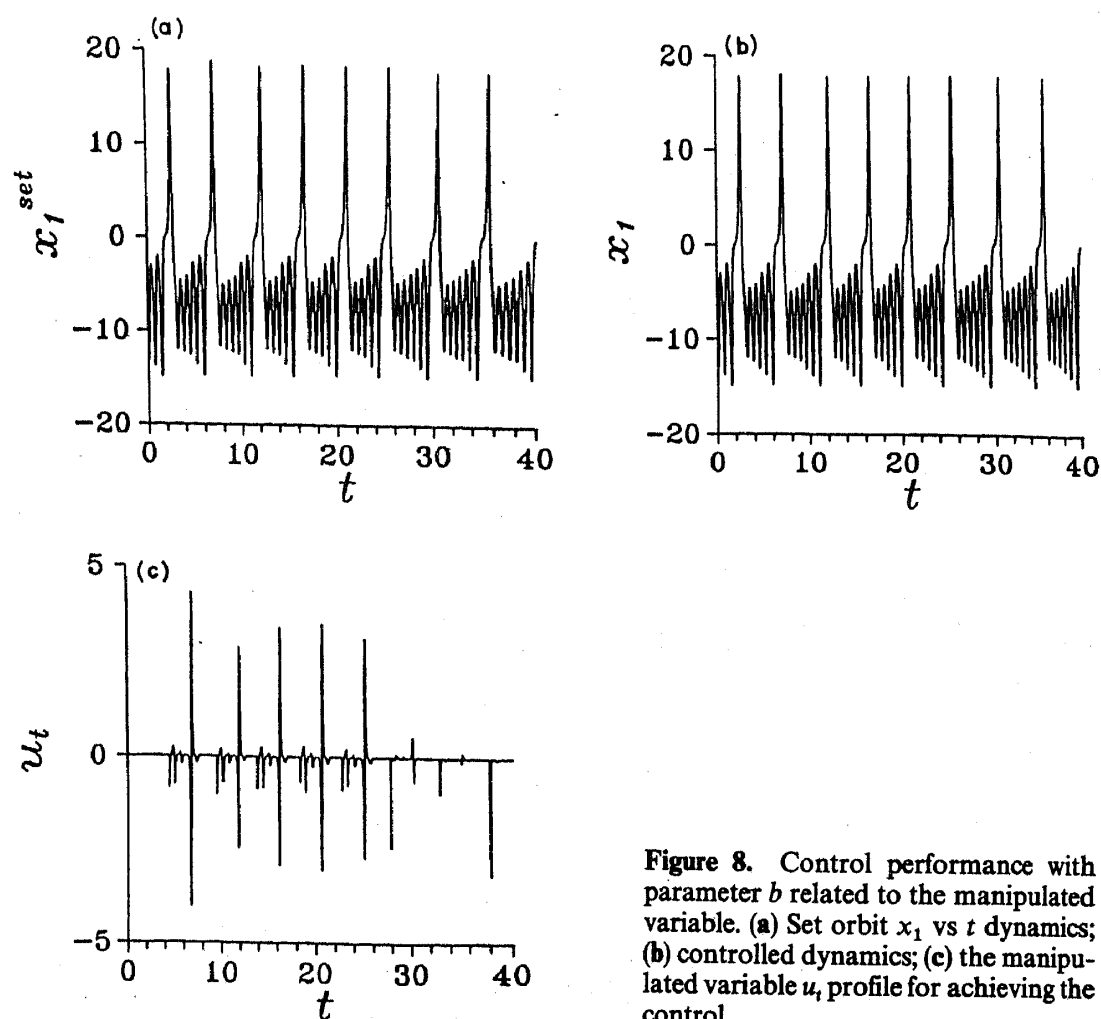 (a)
20
10
0
−10
−20
x₁ˢᵉᵗ
0 10 20 30 40
t
(b)
20
10
0
−10
−20
x₁
0 10 20 30 40
t
(c)
5
0
−5
uₜ
0 10 20 30 40
t
Figure 8. Control performance with
parameter b related to the manipulated
variable. (a) Set orbit x₁ vs t dynamics;
(b) controlled dynamics; (c) the manipu-
lated variable uₜ profile for achieving the
control.